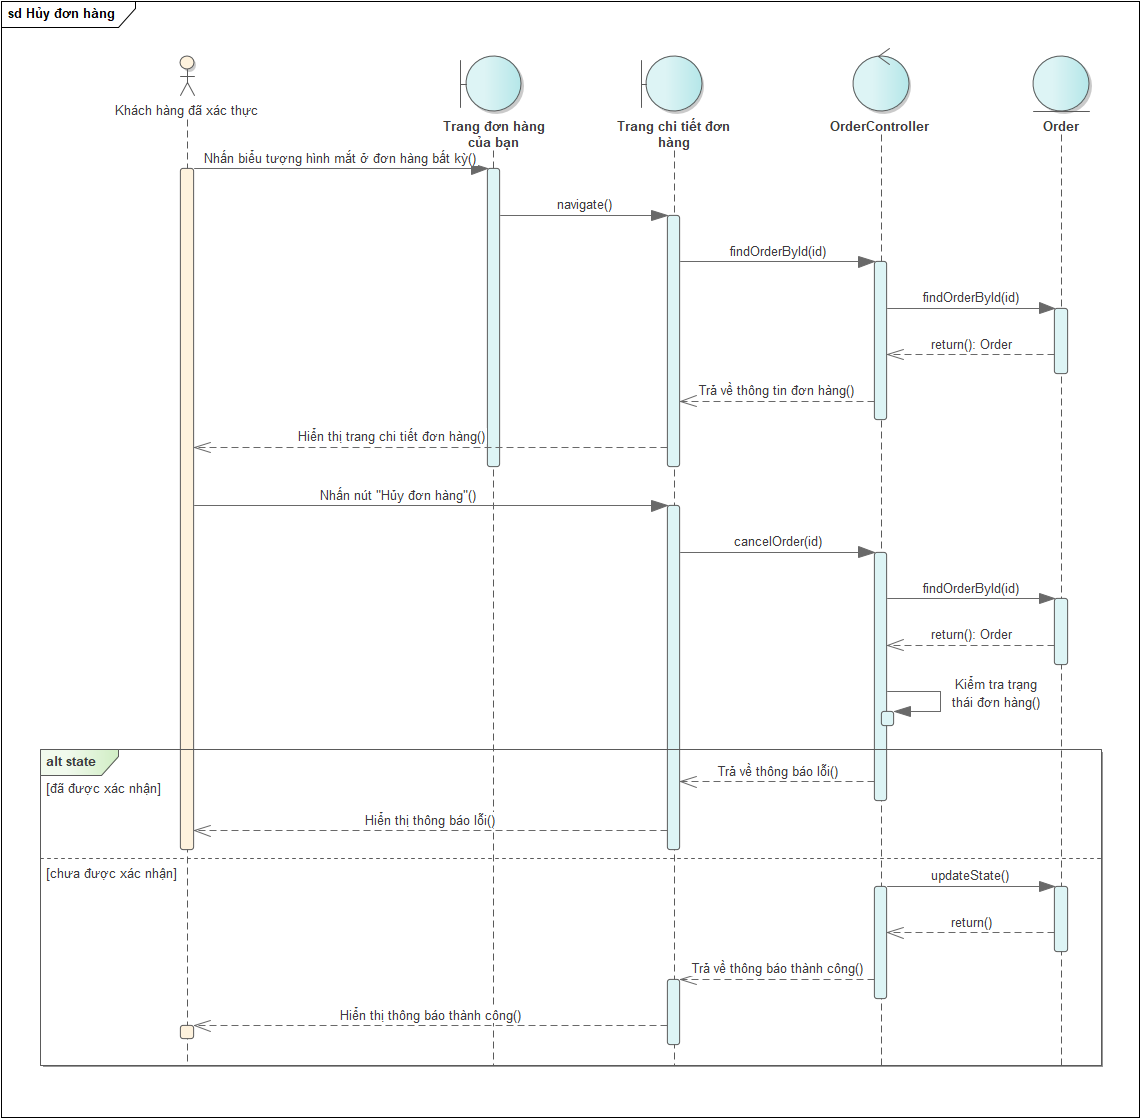 sd Hủy đơn hàng
Khách hàng đã xác thực
Trang đơn hàng
của bạn
Trang chi tiết đơn
hàng
OrderController
Order
Nhấn biểu tượng hình mắt ở đơn hàng bất kỳ()
navigate()
findOrderById(id)
findOrderById(id)
return(): Order
Trả về thông tin đơn hàng()
Hiển thị trang chi tiết đơn hàng()
Nhấn nút "Hủy đơn hàng"()
cancelOrder(id)
findOrderById(id)
return(): Order
Kiểm tra trạng
thái đơn hàng()
alt state
[đã được xác nhận]
Trả về thông báo lỗi()
Hiển thị thông báo lỗi()
[chưa được xác nhận]
updateState()
return()
Trả về thông báo thành công()
Hiển thị thông báo thành công()